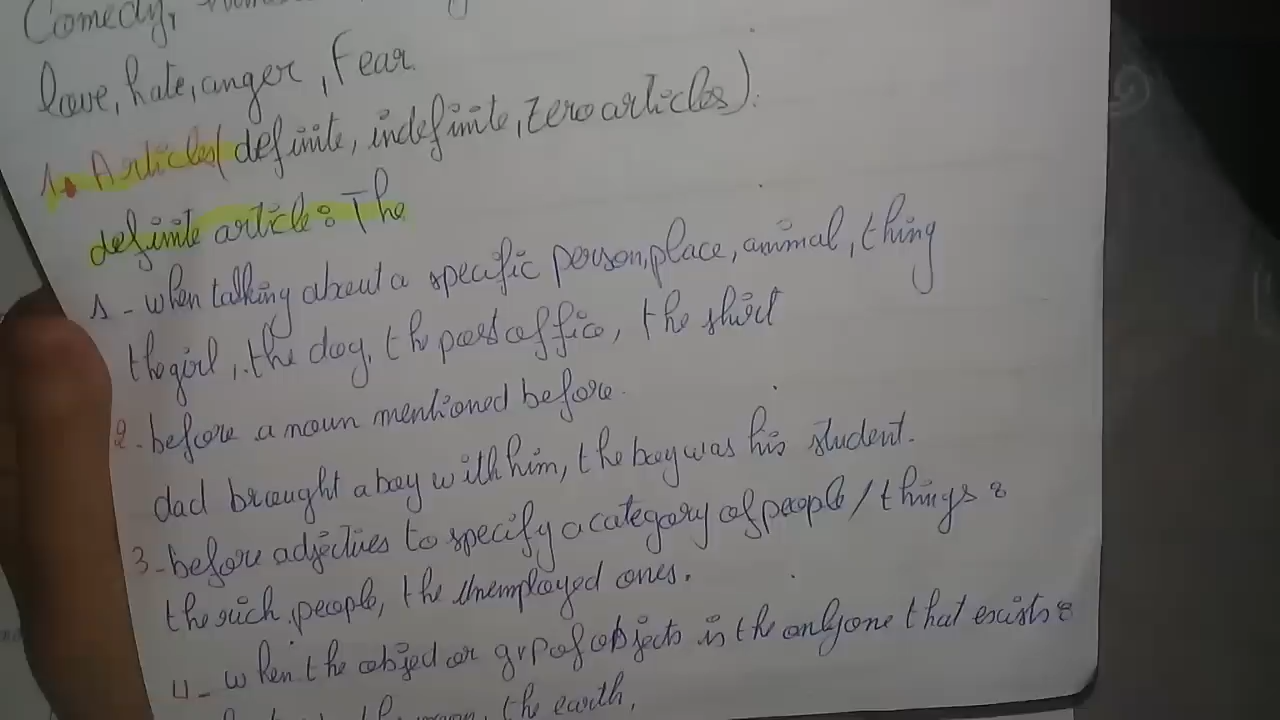 Comedy,
love, hate, anger, Fear.
1. Articles (definite, indefinite, zero articles).
definite article: The
1 - when talking about a specific person, place, animal, thing
the girl, the dog, the post office, the shirt
2 - before a noun mentioned before.
dad brought a boy with him, the boy was his student.
3 - before adjectives to specify a category of people / things :
the rich people, the unemployed ones.
4 - when the object or grp of objects is the only one that exists :
the earth,